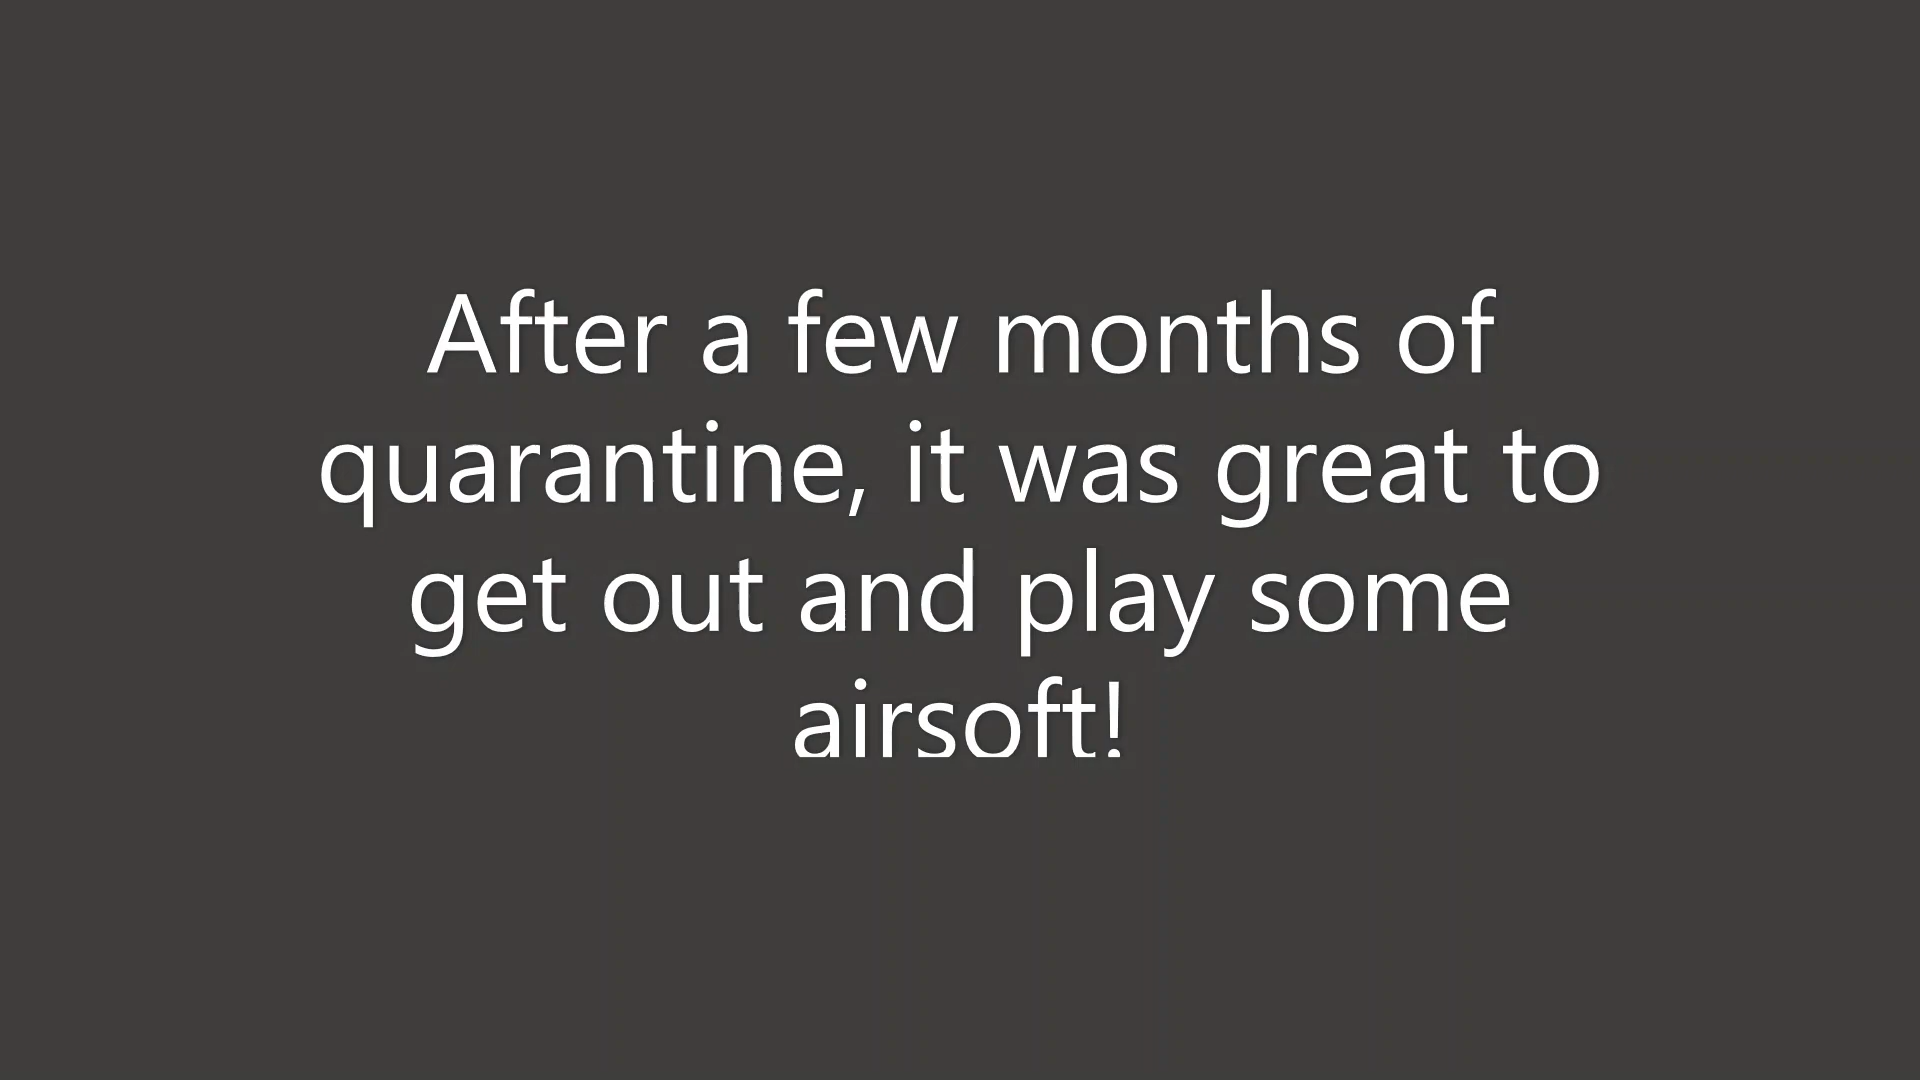 After a few months of
quarantine, it was great to
get out and play some
airsoft!